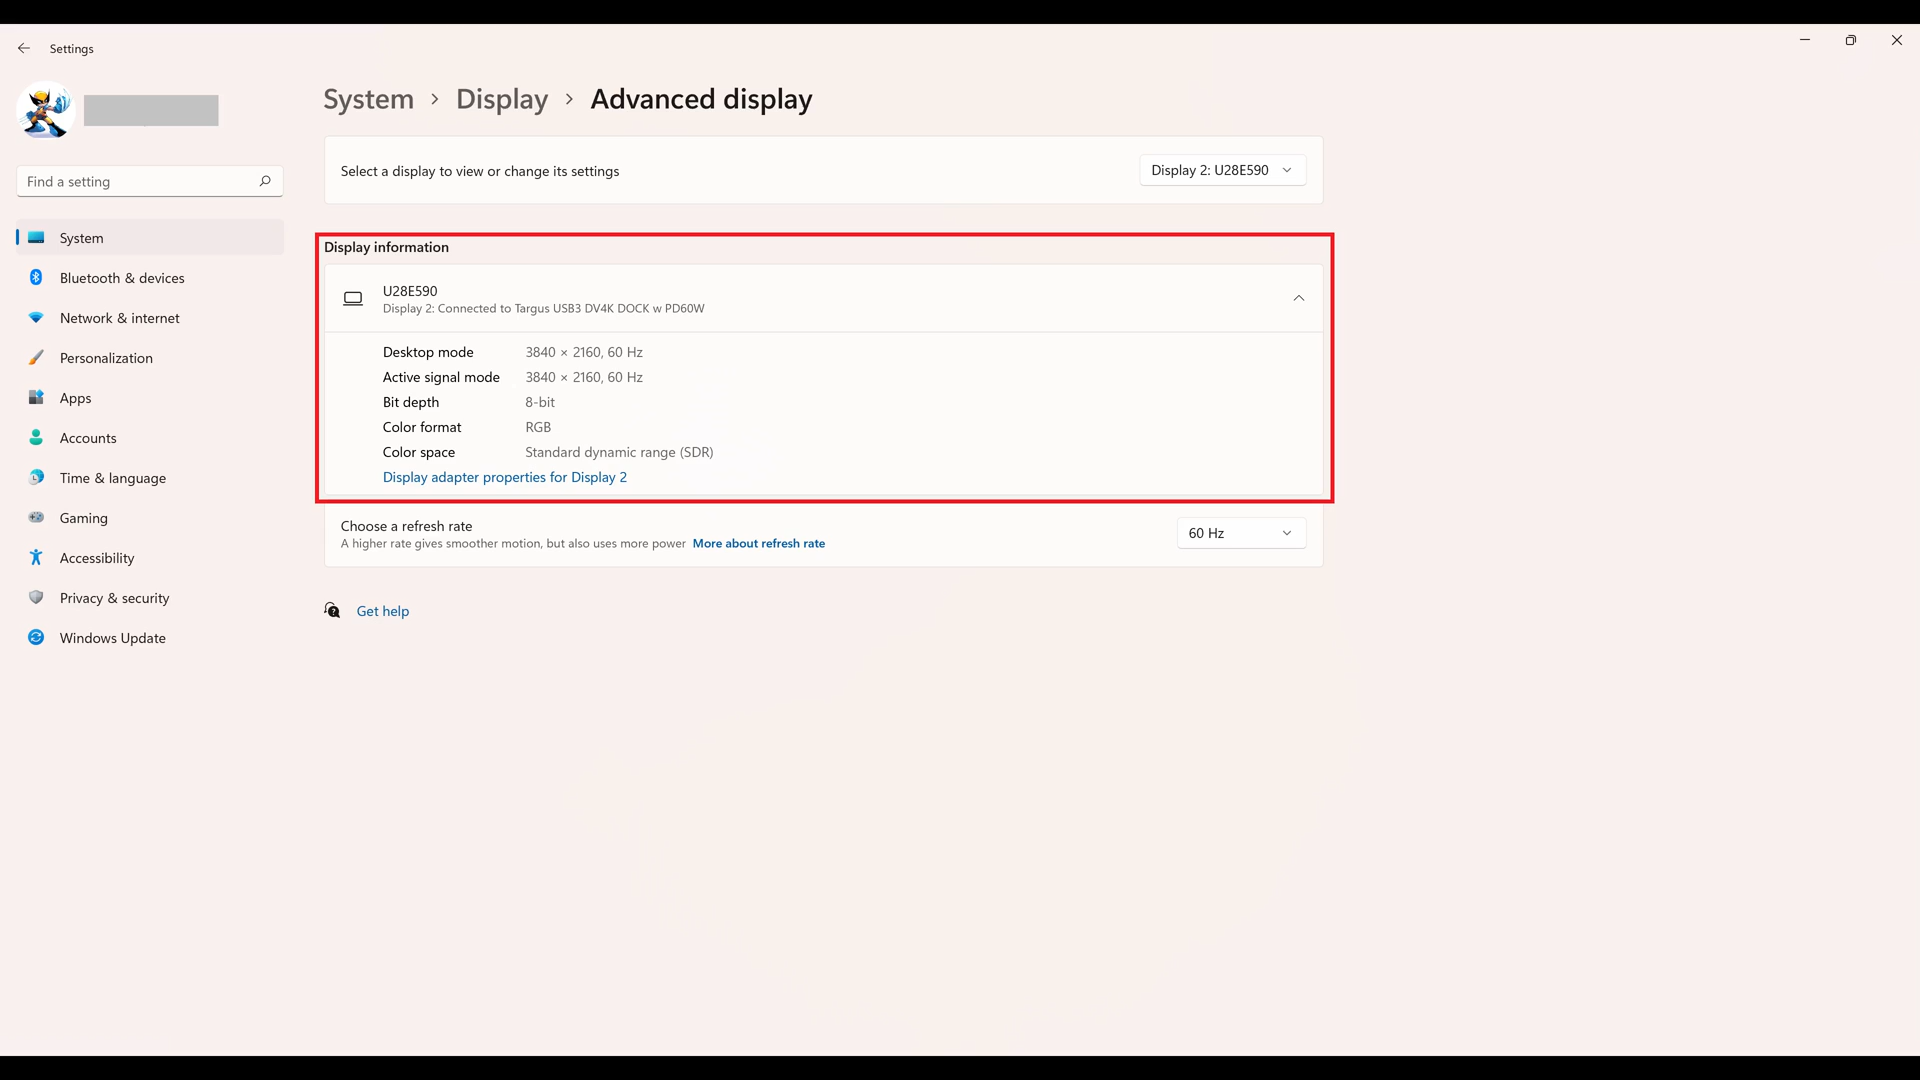 Settings
System > Display > Advanced display
Find a setting
System
Bluetooth & devices
Network & internet
Personalization
Apps
Accounts
Time & language
Gaming
Accessibility
Privacy & security
Windows Update
Select a display to view or change its settings
Display 2: U28E590
Display information
U28E590
Display 2: Connected to Targus USB3 DV4K DOCK w PD60W
Desktop mode 3840 × 2160, 60 Hz
Active signal mode 3840 × 2160, 60 Hz
Bit depth 8-bit
Color format RGB
Color space Standard dynamic range (SDR)
Display adapter properties for Display 2
Choose a refresh rate
A higher rate gives smoother motion, but also uses more power More about refresh rate
60 Hz
Get help